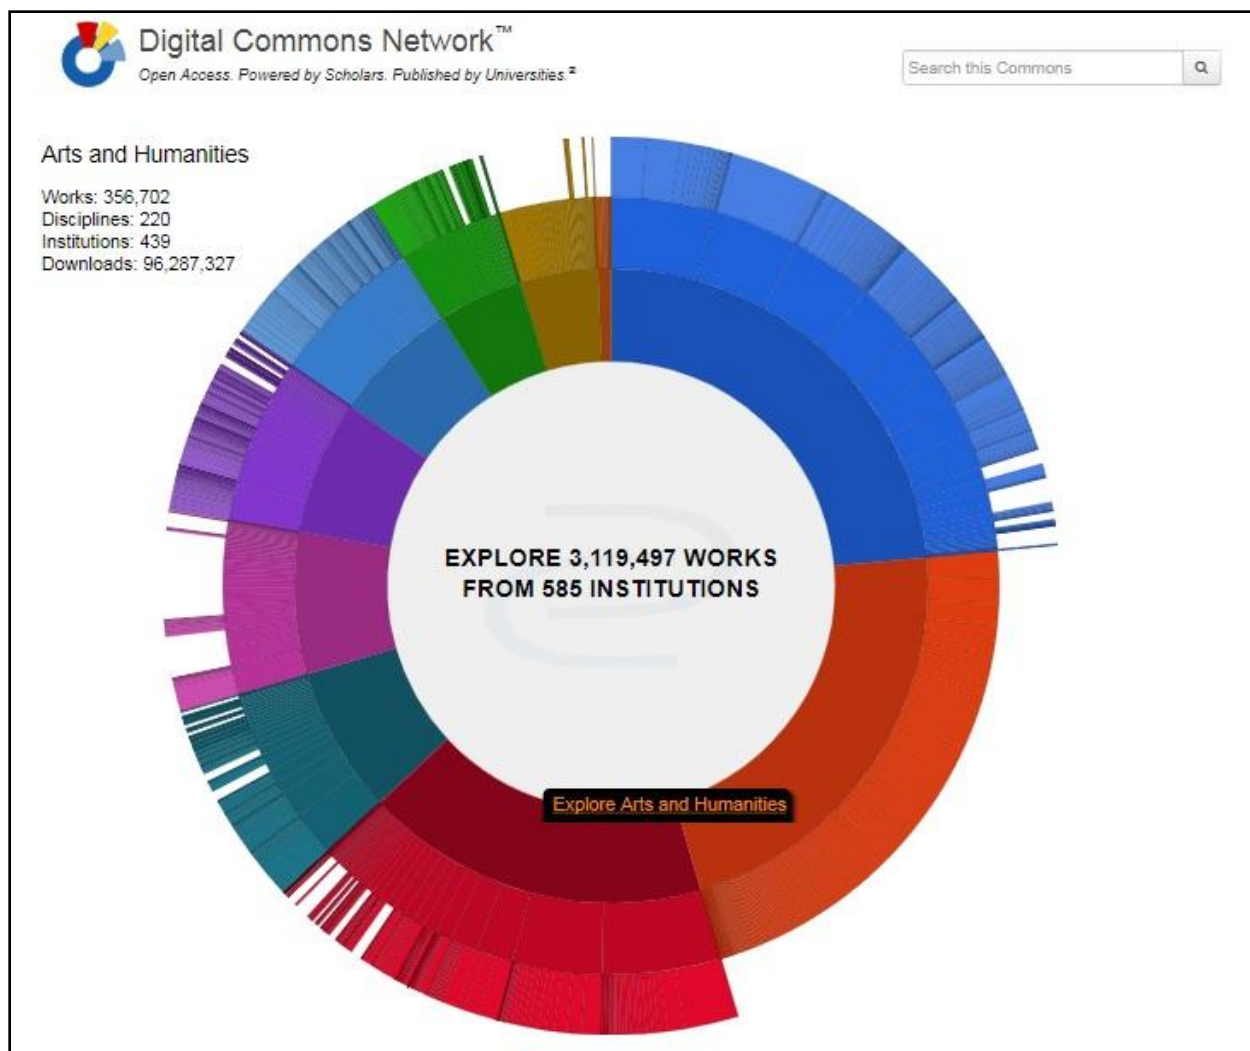 Digital Commons Network™
Open Access. Powered by Scholars. Published by Universities.²
Search this Commons
Arts and Humanities
Works: 356,702
Disciplines: 220
Institutions: 439
Downloads: 96,287,327
EXPLORE 3,119,497 WORKS
FROM 585 INSTITUTIONS
Explore Arts and Humanities